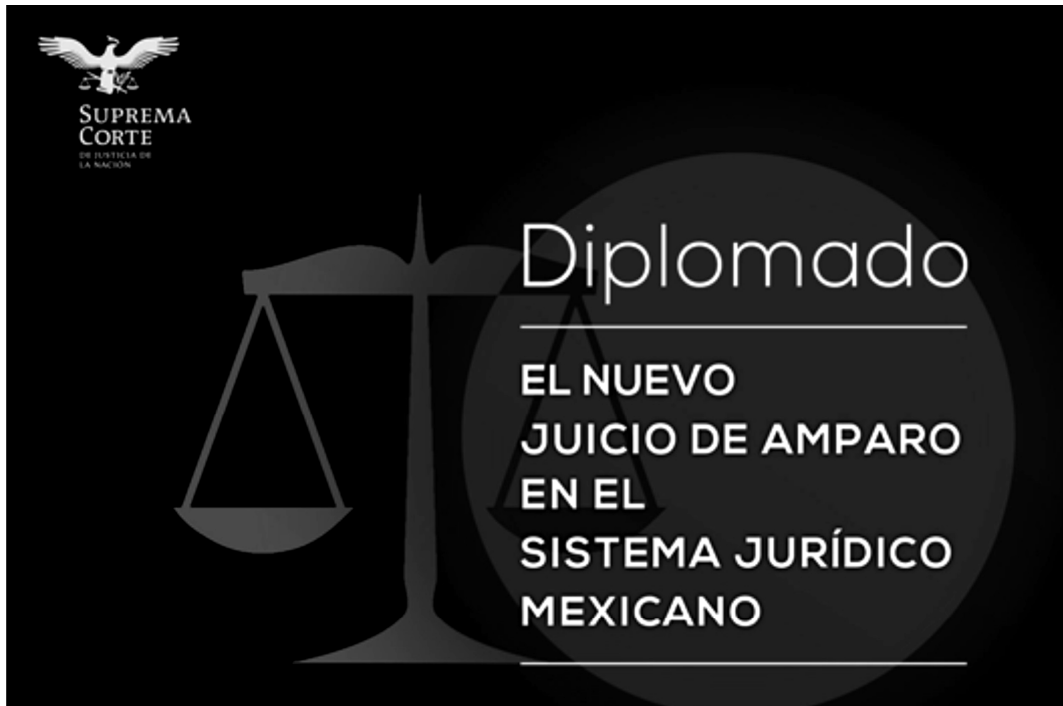 SUPREMA
CORTE
DE JUSTICIA DE
LA NACIÓN
Diplomado
EL NUEVO
JUICIO DE AMPARO
EN EL
SISTEMA JURÍDICO
MEXICANO